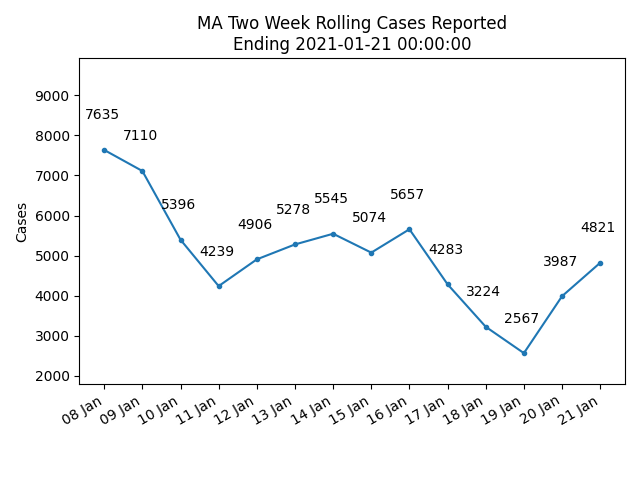 MA Two Week Rolling Cases Reported
Ending 2021-01-21 00:00:00
Cases
9000
8000
7000
6000
5000
4000
3000
2000
7635
7110
5396
4239
4906
5278
5545
5074
5657
4283
3224
2567
3987
4821
08 Jan
09 Jan
10 Jan
11 Jan
12 Jan
13 Jan
14 Jan
15 Jan
16 Jan
17 Jan
18 Jan
19 Jan
20 Jan
21 Jan